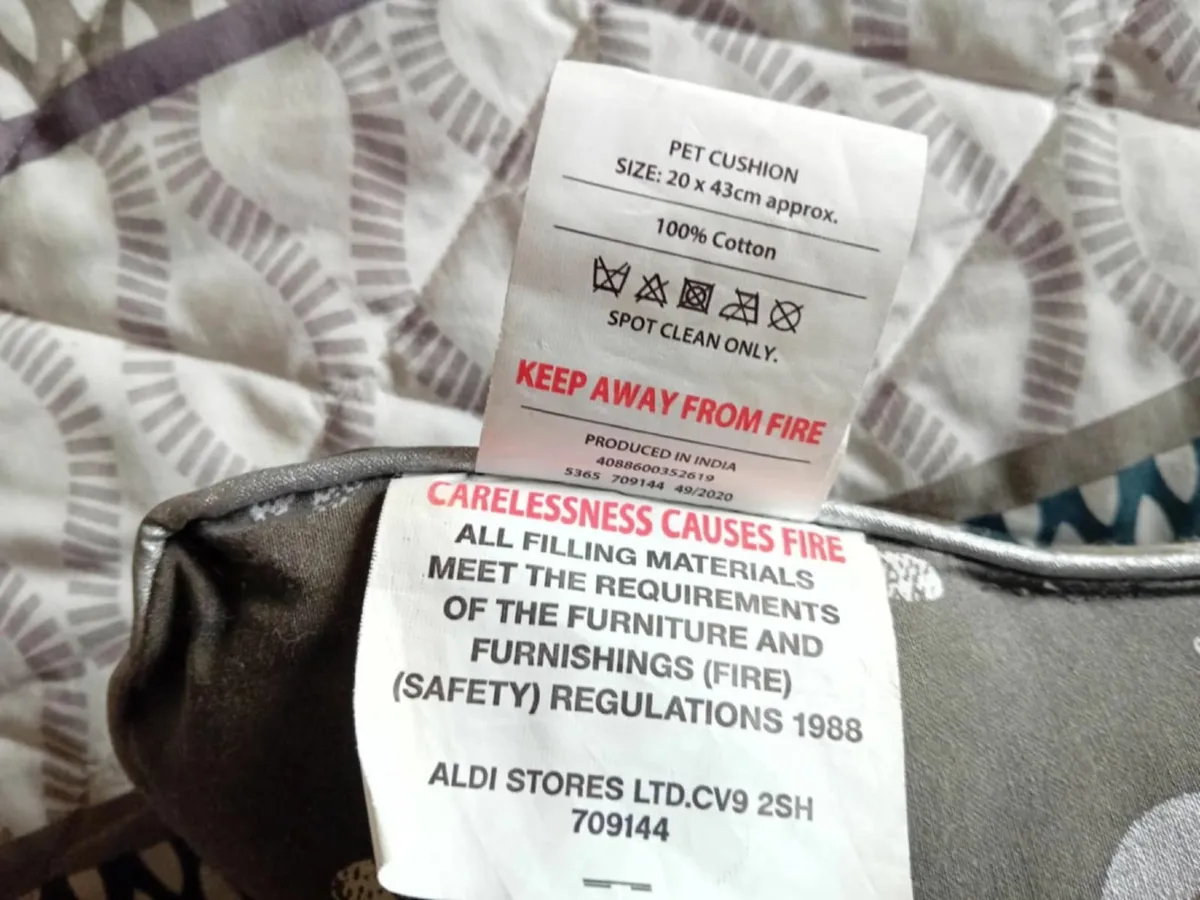 PET CUSHION
SIZE: 20 x 43cm approx.
100% Cotton
SPOT CLEAN ONLY.
KEEP AWAY FROM FIRE
PRODUCED IN INDIA
4088600352619
5365 709144 49/2020
CARELESSNESS CAUSES FIRE
ALL FILLING MATERIALS
MEET THE REQUIREMENTS
OF THE FURNITURE AND
FURNISHINGS (FIRE)
(SAFETY) REGULATIONS 1988
ALDI STORES LTD.CV9 2SH
709144